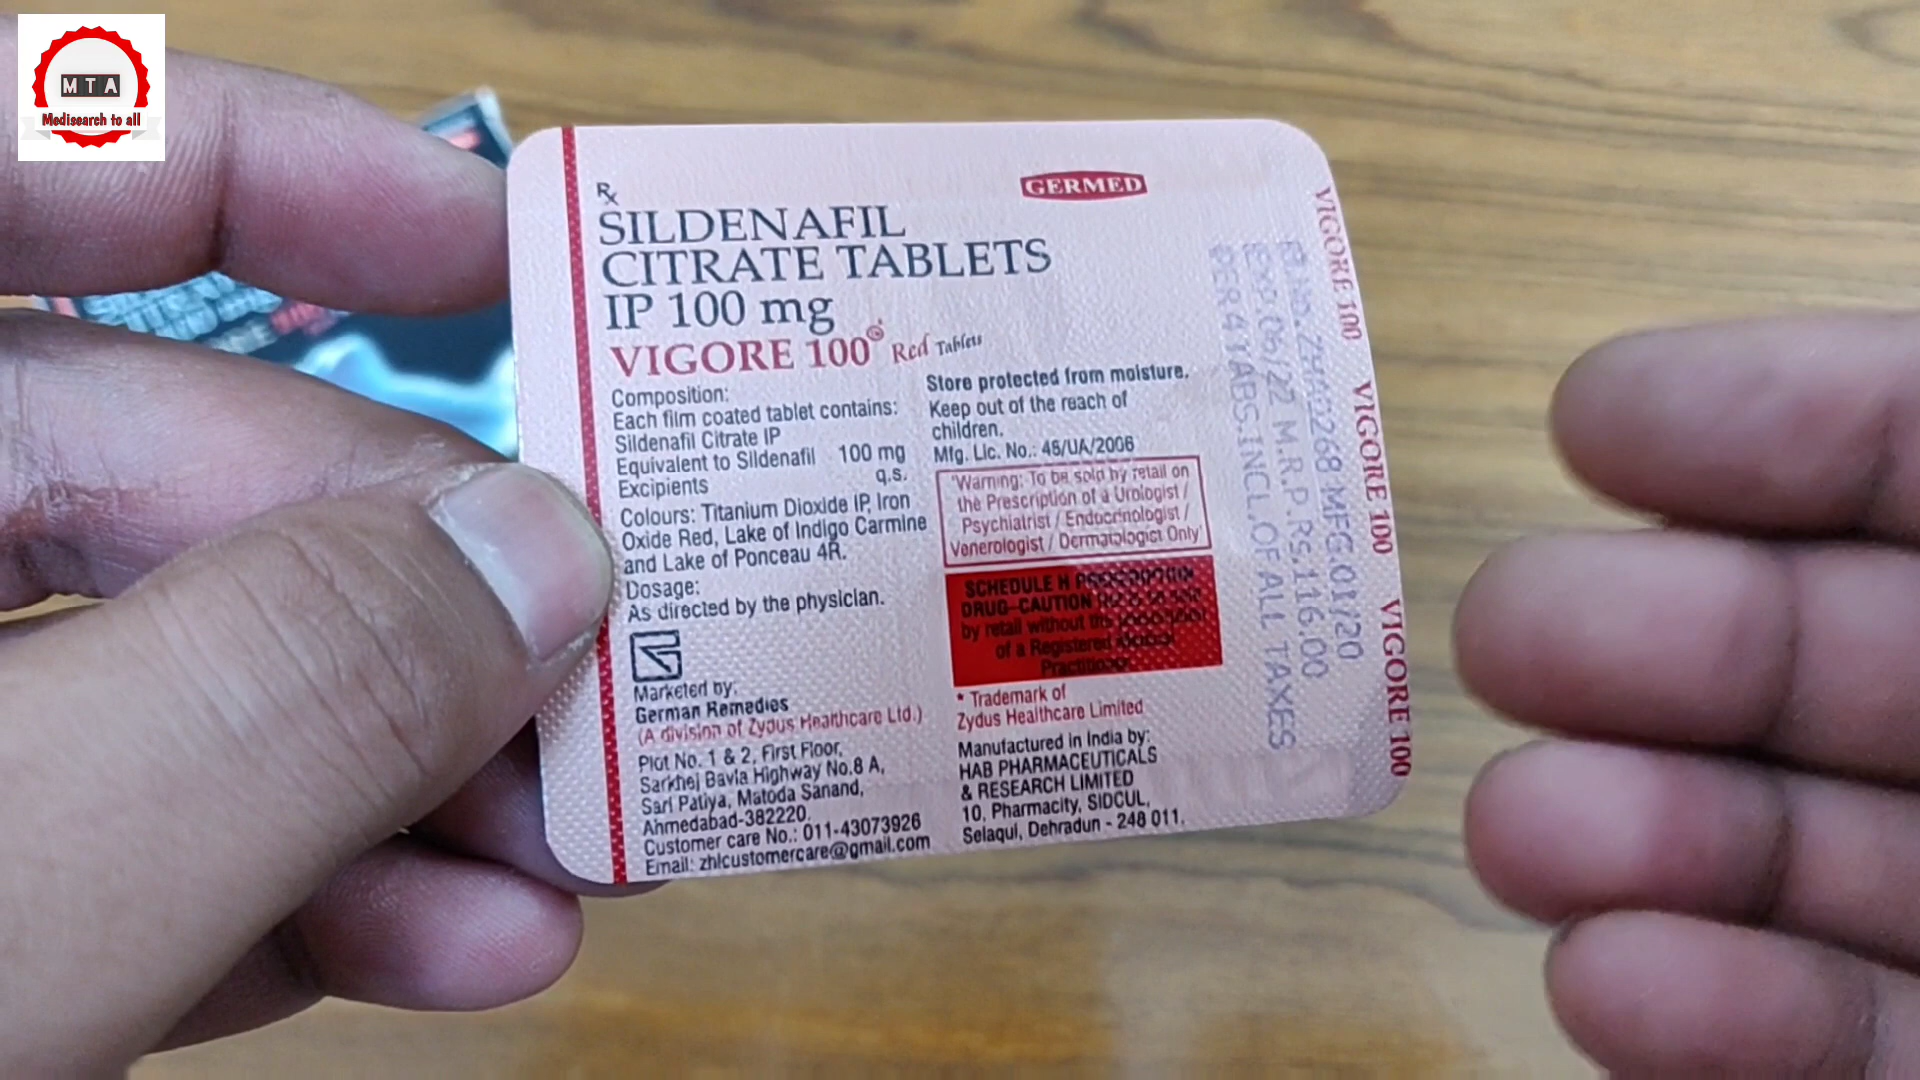 MTA
Medisearch to all
Rx
GERMED
SILDENAFIL
CITRATE TABLETS
IP 100 mg
VIGORE 100® Red Tablets
Composition:
Each film coated tablet contains:
Sildenafil Citrate IP
Equivalent to Sildenafil 100 mg
Excipients q.s.
Colours: Titanium Dioxide IP, Iron
Oxide Red, Lake of Indigo Carmine
and Lake of Ponceau 4R.
Dosage:
As directed by the physician.
Marketed by:
German Remedies
(A division of Zydus Healthcare Ltd.)
Plot No. 1 & 2, First Floor,
Sarkhej Bavla Highway No.8 A,
Sari Patiya, Matoda Sanand,
Ahmedabad-382220.
Customer care No.: 011-43073926
Email: zhlcustomercare@gmail.com
Store protected from moisture.
Keep out of the reach of
children.
Mfg. Lic. No.: 45/UA/2006
'Warning: To be sold by retail on
the Prescription of a Urologist /
Psychiatrist / Endocrinologist /
Venerologist / Dermatologist Only'
SCHEDULE H
DRUG-CAUTION
by retail without the
of a Registered
* Trademark of
Zydus Healthcare Limited
Manufactured in India by:
HAB PHARMACEUTICALS
& RESEARCH LIMITED
10, Pharmacity, SIDCUL,
Selaqui, Dehradun - 248 011.
MFG.01/20
EXP.06/22 M.R.P.RS.116.00
PER 4 TABS.INCL.OF ALL TAXES
VIGORE 100 VIGORE 100 VIGORE 100